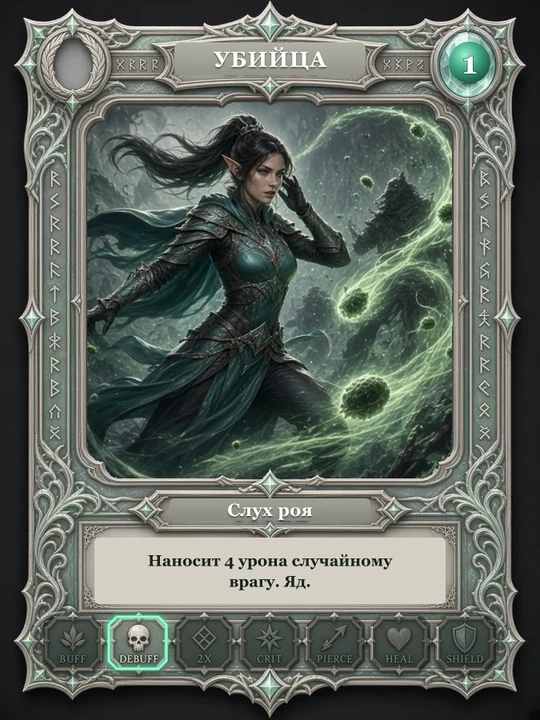 УБИЙЦА
1
Слух роя
Наносит 4 урона случайному
врагу. Яд.
BUFF
DEBUFF
2X
CRIT
PIERCE
HEAL
SHIELD